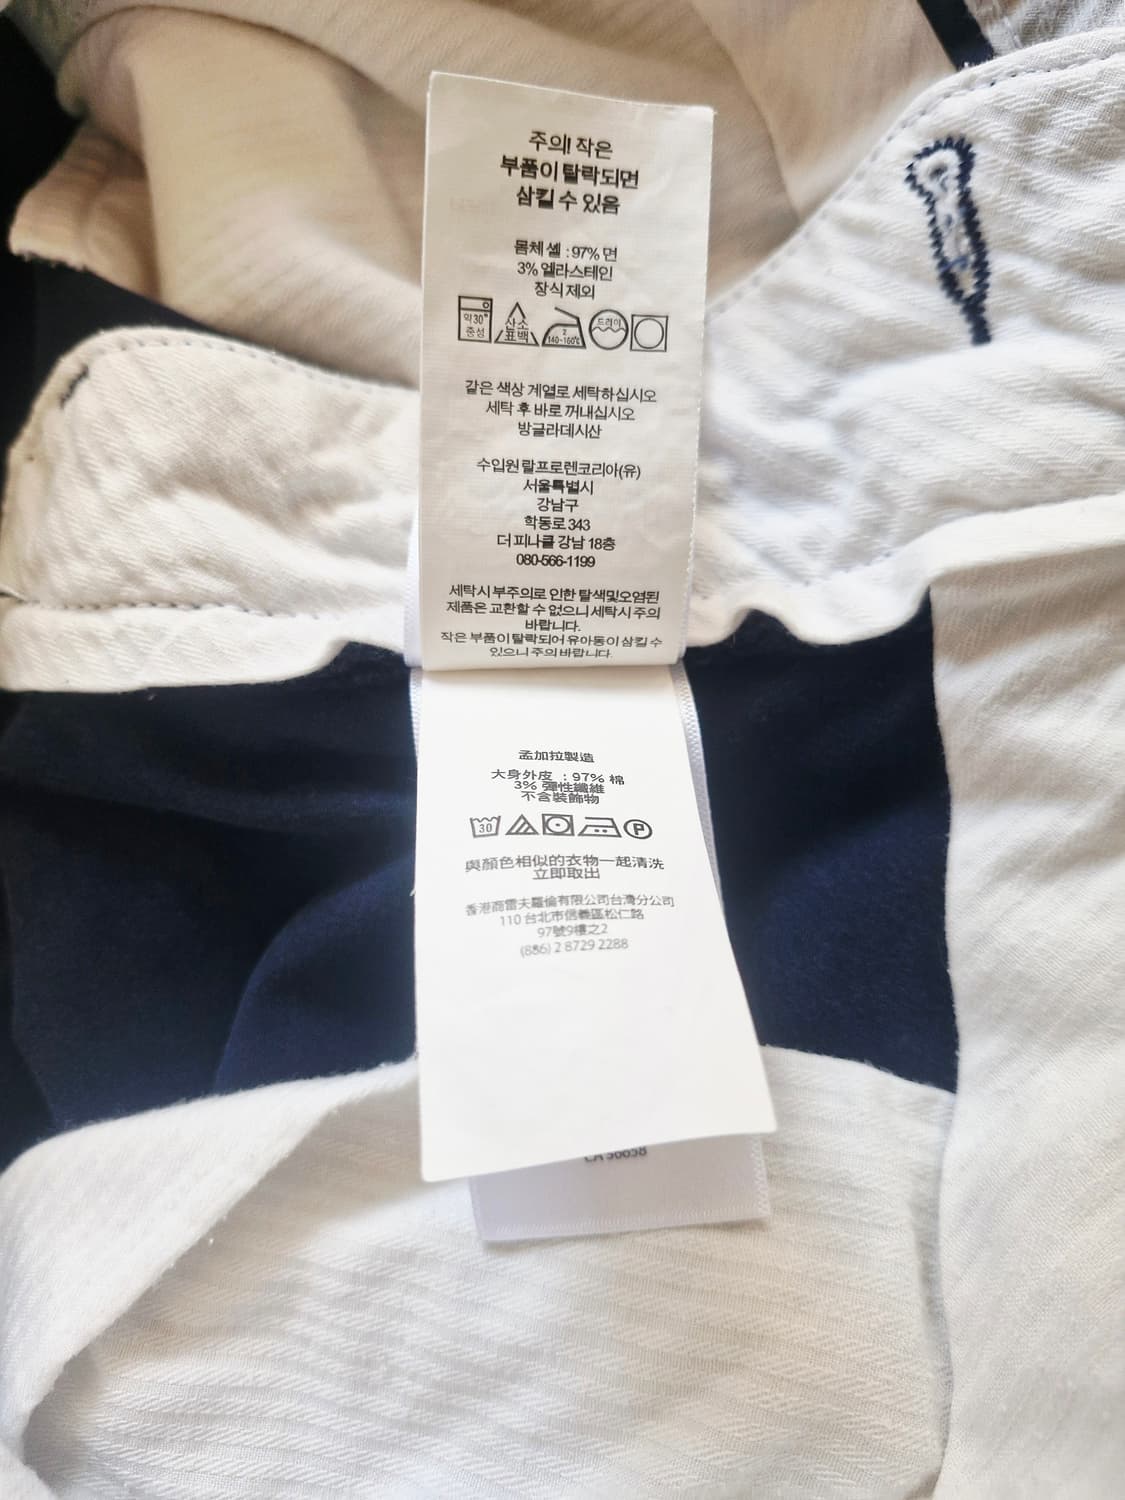 주의! 작은
부품이 탈락되면
삼킬 수 있음
몸체 쉘 : 97% 면
3% 엘라스테인
장식 제외
약 30°
중성
산소
표백
2
140~160℃
드라이
같은 색상 계열로 세탁하십시오
세탁 후 바로 꺼내십시오
방글라데시산
수입원 랄프로렌코리아(유)
서울특별시
강남구
학동로 343
더 피나클 강남 18층
080-566-1199
세탁시 부주의로 인한 탈색및오염된
제품은 교환할 수 없으니 세탁시 주의
바랍니다.
작은 부품이 탈락되어 유아동이 삼킬 수
있으니 주의 바랍니다.
孟加拉製造
大身外皮 : 97% 棉
3% 彈性纖維
不含裝飾物
30
P
與顏色相似的衣物一起清洗
立即取出
香港商雷夫羅倫有限公司台灣分公司
110 台北市信義區松仁路
97號9樓之2
(886) 2 8729 2288